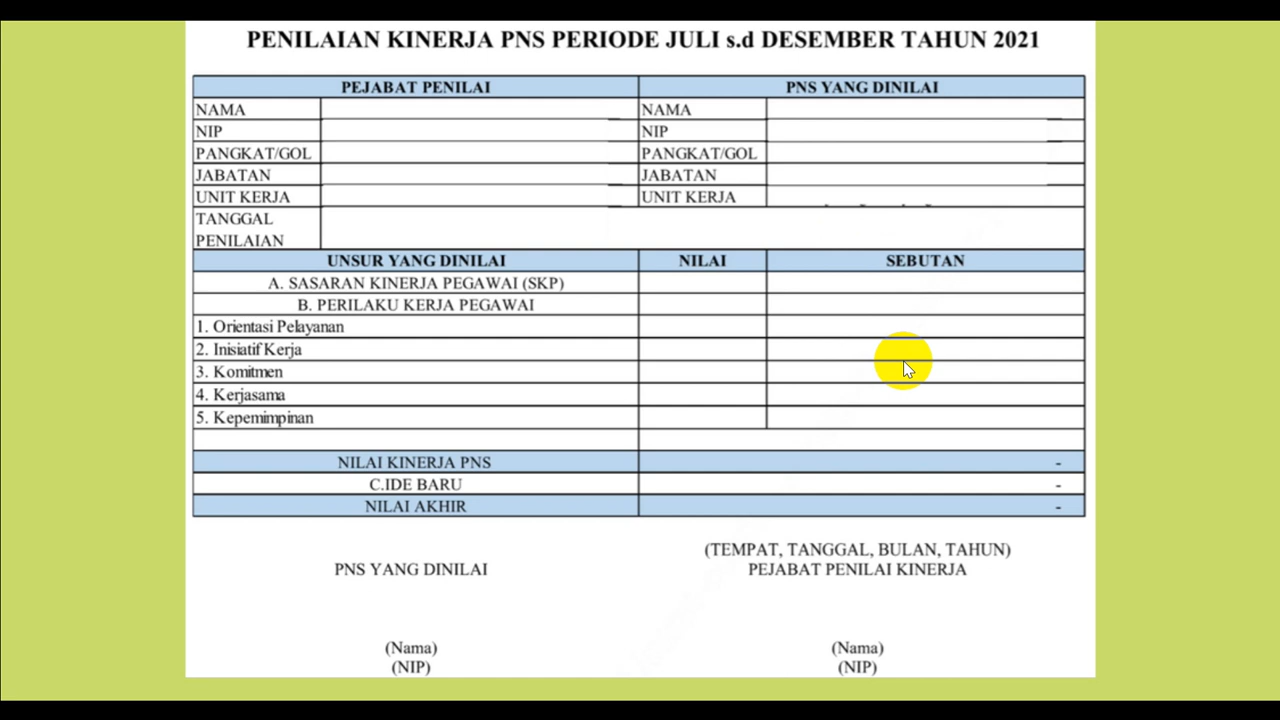 PENILAIAN KINERJA PNS PERIODE JULI s.d DESEMBER TAHUN 2021
PEJABAT PENILAI PNS YANG DINILAI
NAMA NAMA
NIP NIP
PANGKAT/GOL PANGKAT/GOL
JABATAN JABATAN
UNIT KERJA UNIT KERJA
TANGGAL
PENILAIAN
UNSUR YANG DINILAI NILAI SEBUTAN
A. SASARAN KINERJA PEGAWAI (SKP)
B. PERILAKU KERJA PEGAWAI
1. Orientasi Pelayanan
2. Inisiatif Kerja
3. Komitmen
4. Kerjasama
5. Kepemimpinan
NILAI KINERJA PNS -
C.IDE BARU -
NILAI AKHIR -
(TEMPAT, TANGGAL, BULAN, TAHUN)
PNS YANG DINILAI PEJABAT PENILAI KINERJA
(Nama) (Nama)
(NIP) (NIP)